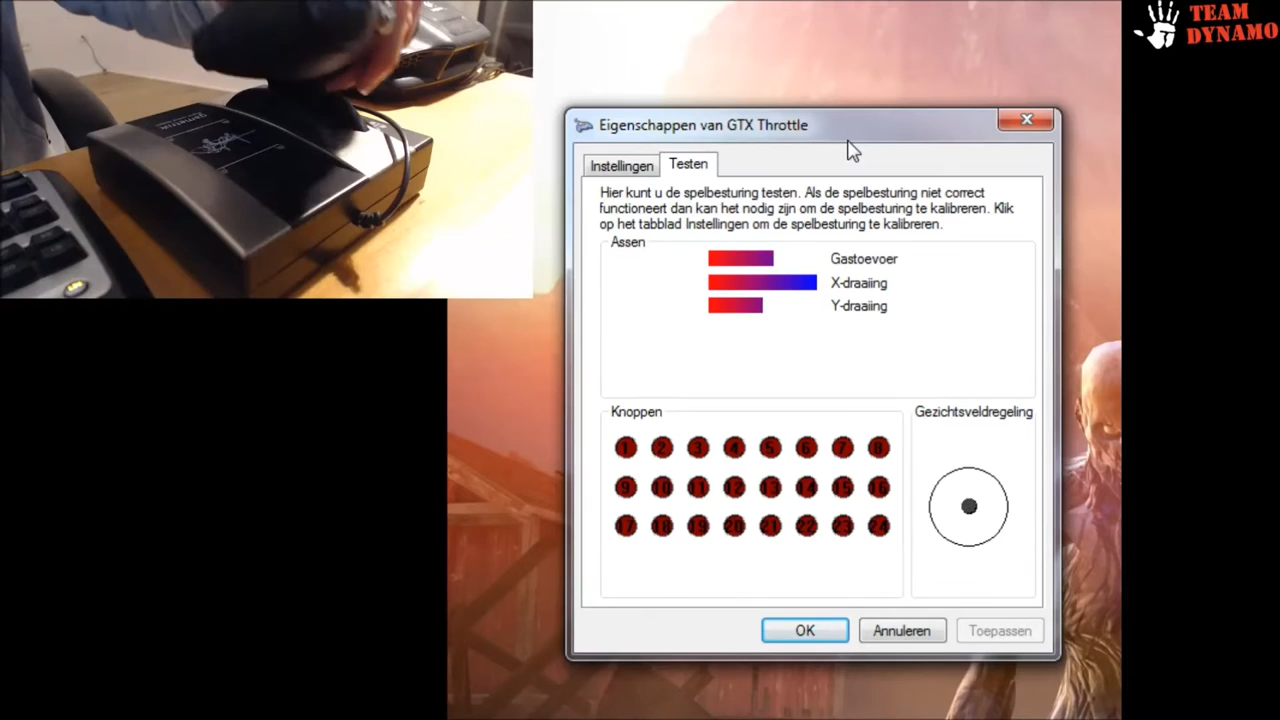 TEAM
DYNAMO
gametrix
Eigenschappen van GTX Throttle
Instellingen
Testen
Hier kunt u de spelbesturing testen. Als de spelbesturing niet correct
functioneert dan kan het nodig zijn om de spelbesturing te kalibreren. Klik
op het tabblad Instellingen om de spelbesturing te kalibreren.
Assen
Gastoevoer
X-draaiing
Y-draaiing
Knoppen
Gezichtsveldregeling
1 2 3 4 5 6 7 8
9 10 11 12 13 14 15 16
17 18 19 20 21 22 23 24
OK
Annuleren
Toepassen